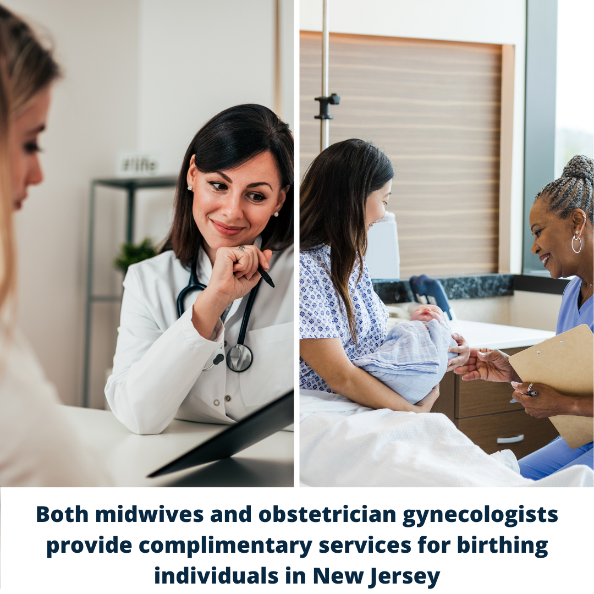 #life
Both midwives and obstetrician gynecologists
provide complimentary services for birthing
individuals in New Jersey